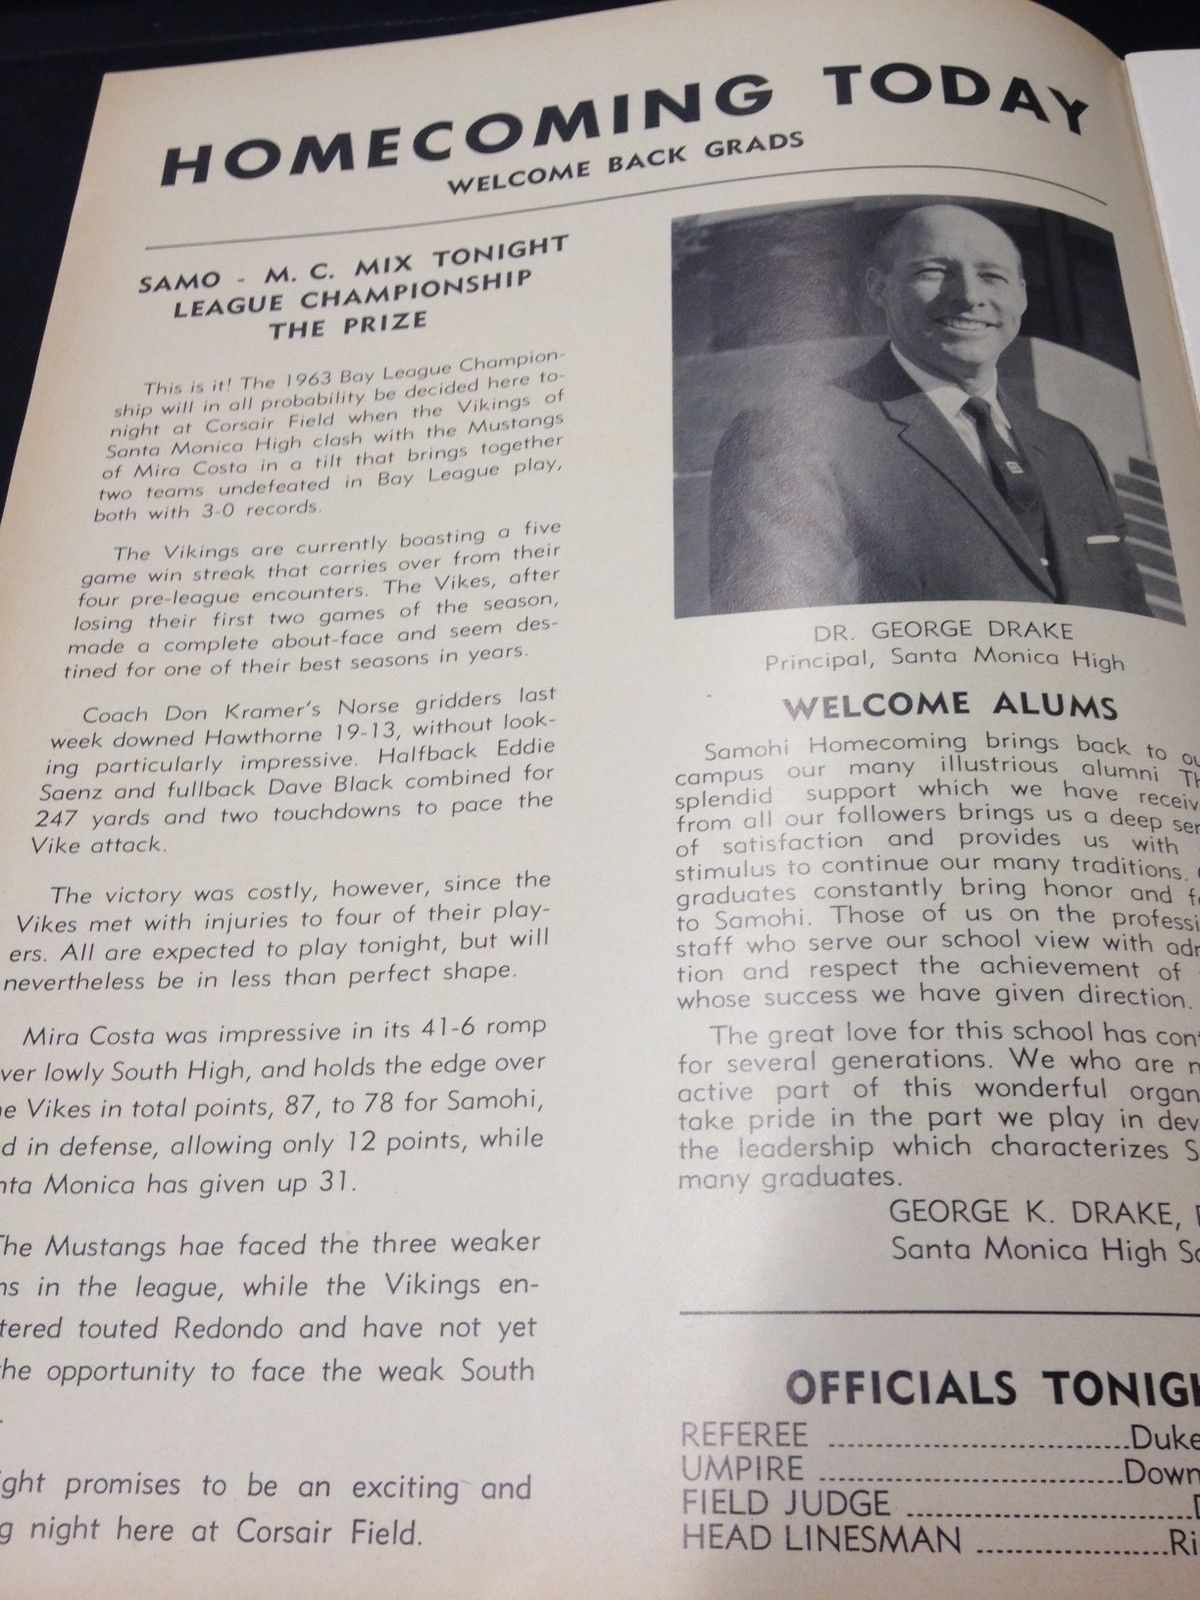 HOMECOMING TODAY
WELCOME BACK GRADS
SAMO - M. C. MIX TONIGHT
LEAGUE CHAMPIONSHIP
THE PRIZE
This is it! The 1963 Bay League Champion-
ship will in all probability be decided here to-
night at Corsair Field when the Vikings of
Santa Monica High clash with the Mustangs
of Mira Costa in a tilt that brings together
two teams undefeated in Bay League play,
both with 3-0 records.
The Vikings are currently boasting a five
game win streak that carries over from their
four pre-league encounters. The Vikes, after
losing their first two games of the season,
made a complete about-face and seem des-
tined for one of their best seasons in years.
Coach Don Kramer's Norse gridders last
week downed Hawthorne 19-13, without look-
ing particularly impressive. Halfback Eddie
Saenz and fullback Dave Black combined for
247 yards and two touchdowns to pace the
Vike attack.
The victory was costly, however, since the
Vikes met with injuries to four of their play-
ers. All are expected to play tonight, but will
nevertheless be in less than perfect shape.
Mira Costa was impressive in its 41-6 romp
ver lowly South High, and holds the edge over
e Vikes in total points, 87, to 78 for Samohi,
d in defense, allowing only 12 points, while
nta Monica has given up 31.
The Mustangs hae faced the three weaker
ns in the league, while the Vikings en-
tered touted Redondo and have not yet
he opportunity to face the weak South
.
ight promises to be an exciting and
g night here at Corsair Field.
DR. GEORGE DRAKE
Principal, Santa Monica High
WELCOME ALUMS
Samohi Homecoming brings back to ou
campus our many illustrious alumni Th
splendid support which we have receiv
from all our followers brings us a deep ser
of satisfaction and provides us with
stimulus to continue our many traditions.
graduates constantly bring honor and f
to Samohi. Those of us on the professi
staff who serve our school view with adr
tion and respect the achievement of
whose success we have given direction.
The great love for this school has cont
for several generations. We who are n
active part of this wonderful organ
take pride in the part we play in dev
the leadership which characterizes S
many graduates.
GEORGE K. DRAKE,
Santa Monica High Sc
OFFICIALS TONIGH
REFEREE ..............................Duke
UMPIRE ..............................Down
FIELD JUDGE ..............................D
HEAD LINESMAN ....................Ri